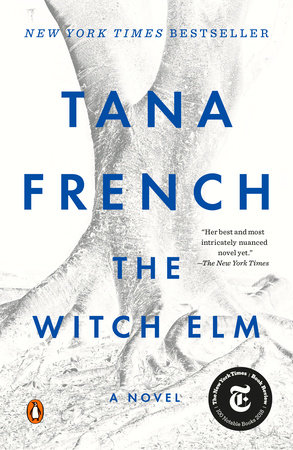 NEW YORK TIMES BESTSELLER
TANA
FRENCH
"Her best and most
intricately nuanced
novel yet."
—The New York Times
THE
WITCH ELM
A NOVEL
The New York Times | Book Review
T
100 Notable Books 2018